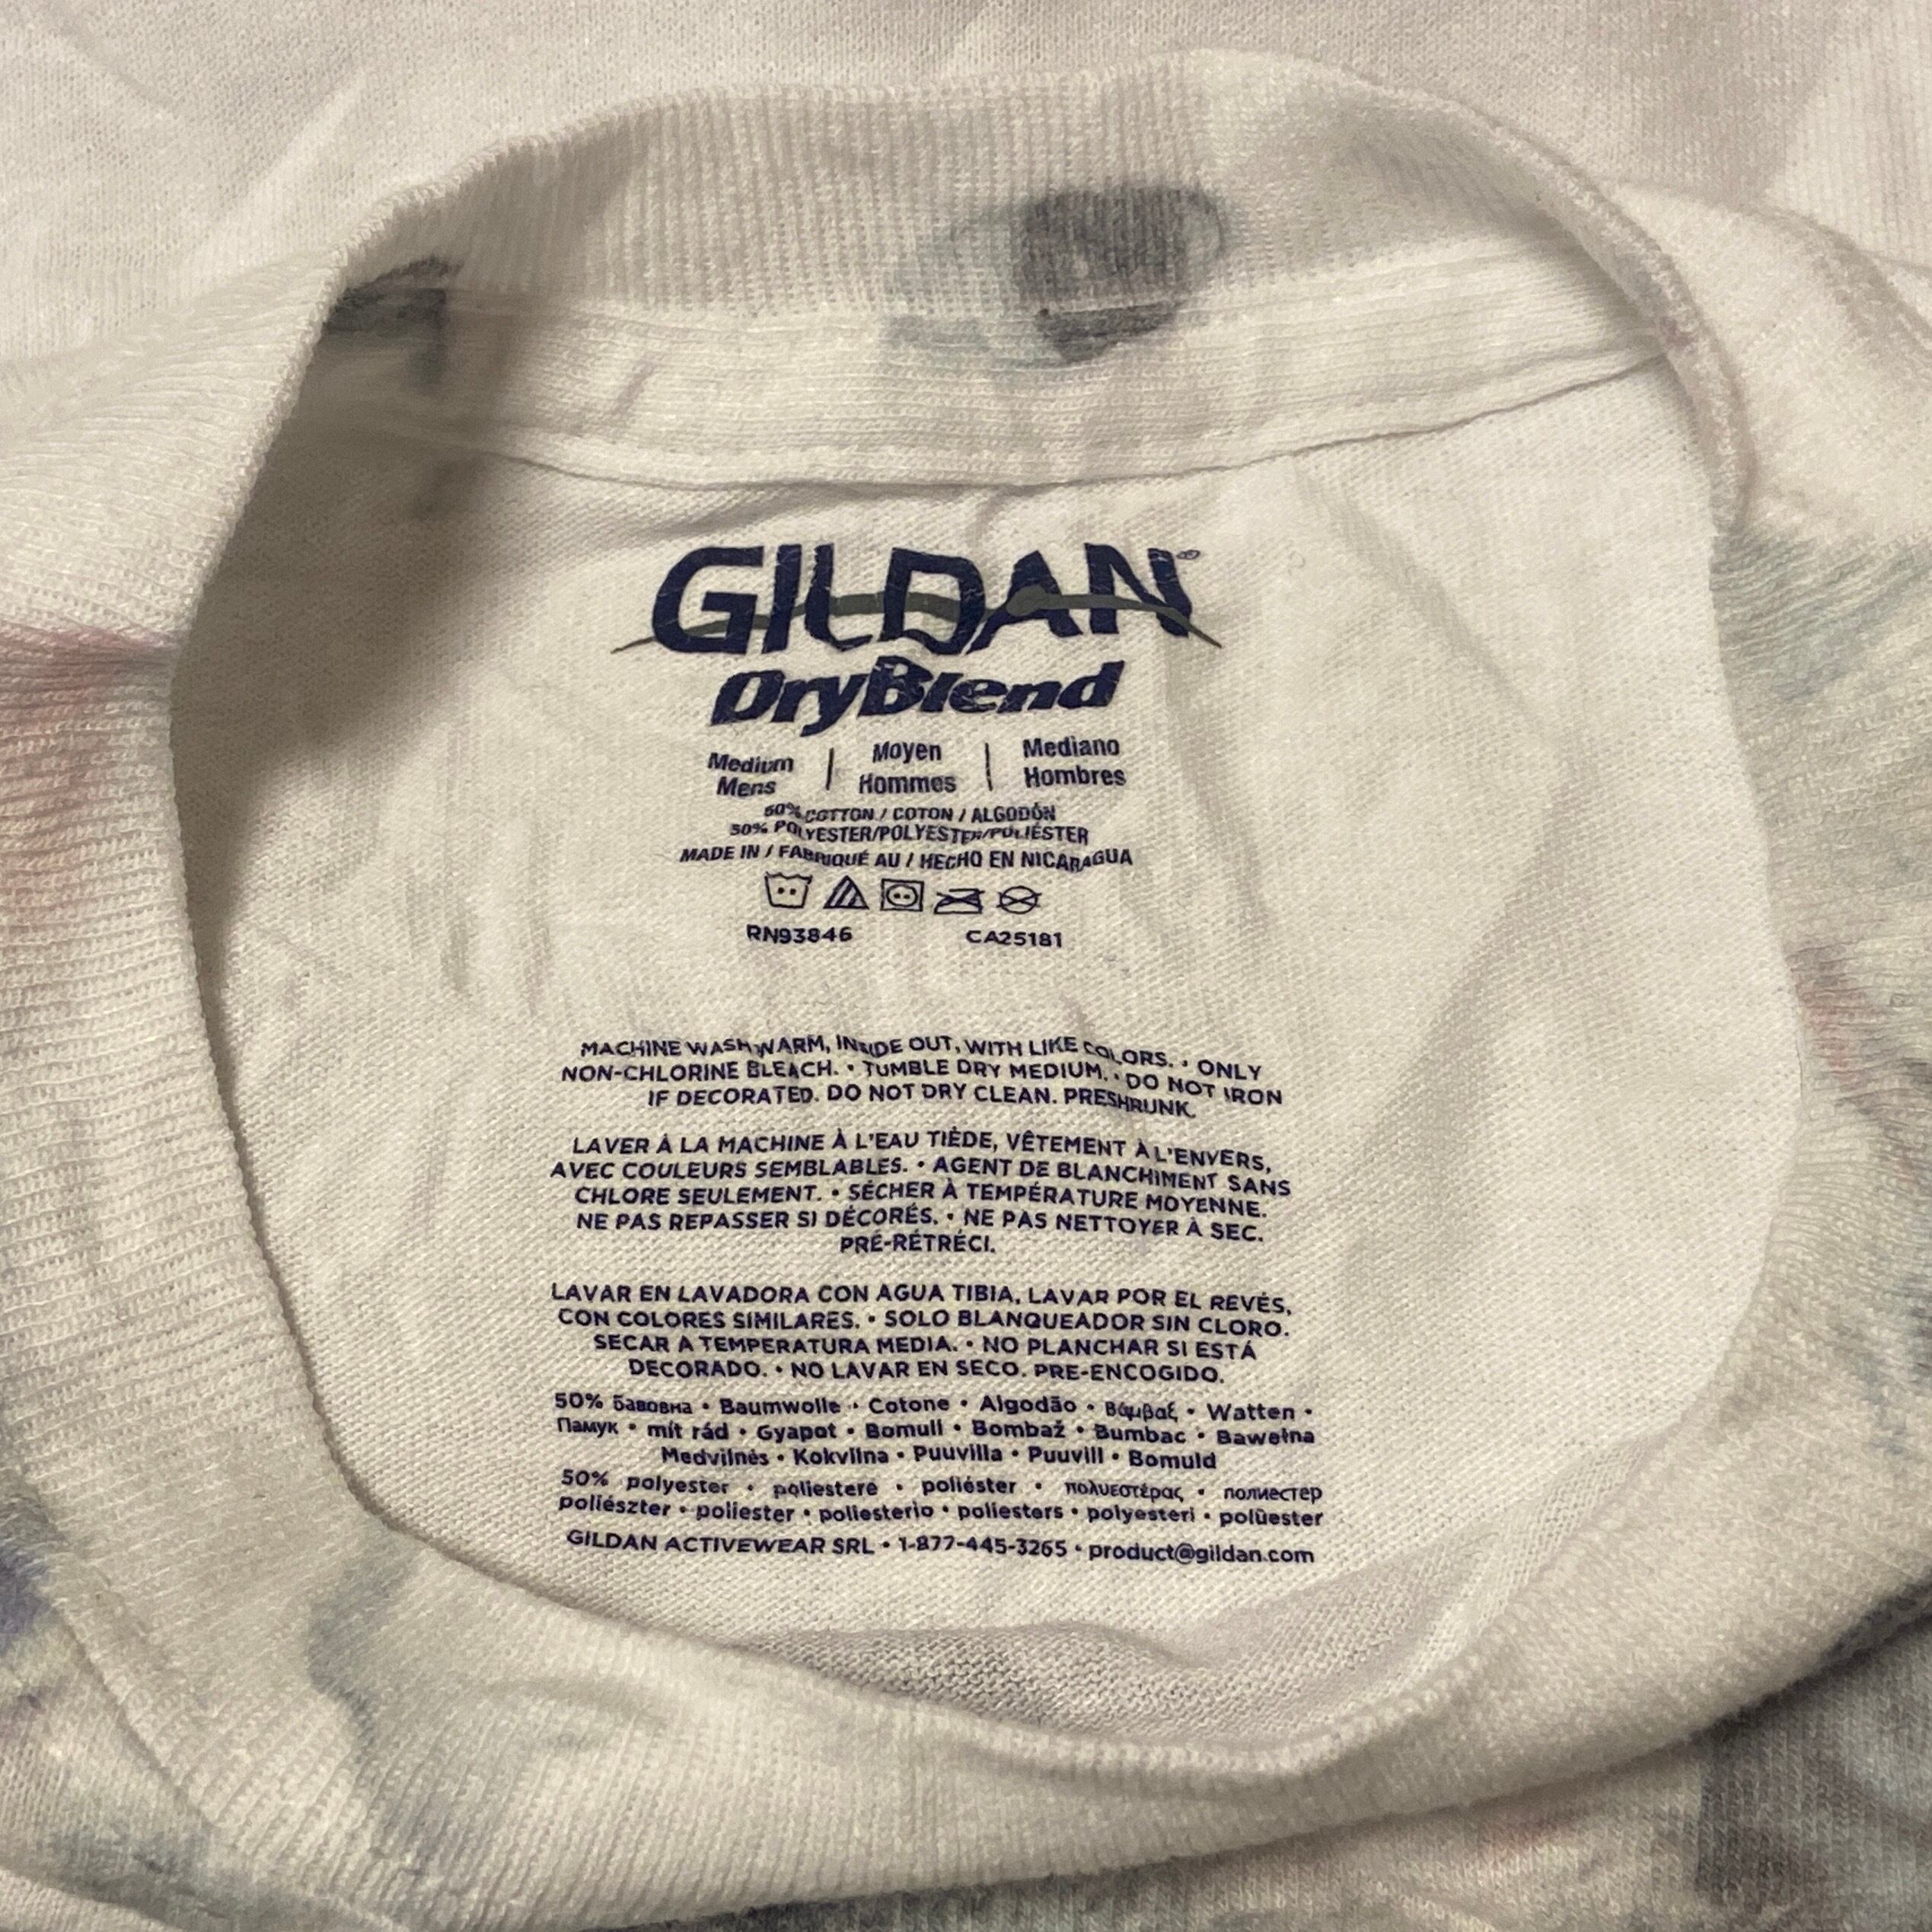 GILDAN®
DryBlend
Medium | Moyen | Mediano
Mens | Hommes | Hombres
50% COTTON / COTON / ALGODÓN
50% POLYESTER/POLYESTER/POLIÉSTER
MADE IN / FABRIQUÉ AU / HECHO EN NICARAGUA
RN93846 CA25181
MACHINE WASH WARM, INSIDE OUT, WITH LIKE COLORS. • ONLY
NON-CHLORINE BLEACH. • TUMBLE DRY MEDIUM. • DO NOT IRON
IF DECORATED. DO NOT DRY CLEAN. PRESHRUNK.
LAVER À LA MACHINE À L'EAU TIÈDE, VÊTEMENT À L'ENVERS,
AVEC COULEURS SEMBLABLES. • AGENT DE BLANCHIMENT SANS
CHLORE SEULEMENT. • SÉCHER À TEMPÉRATURE MOYENNE.
NE PAS REPASSER SI DÉCORÉS. • NE PAS NETTOYER À SEC.
PRÉ-RÉTRÉCI.
LAVAR EN LAVADORA CON AGUA TIBIA, LAVAR POR EL REVÉS,
CON COLORES SIMILARES. • SOLO BLANQUEADOR SIN CLORO.
SECAR A TEMPERATURA MEDIA. • NO PLANCHAR SI ESTÁ
DECORADO. • NO LAVAR EN SECO. PRE-ENCOGIDO.
50% бавовна • Baumwolle • Cotone • Algodão • Βάμβαξ • Watten •
Памук • mít rád • Gyapot • Bomull • Bombaž • Bumbac • Bawełna
Medvilnės • Kokvilna • Puuvilla • Puuvill • Bomuld
50% polyester • poliestere • poliéster • πολυεστέρας • полиестер
poliészter • poliester • poliesterio • poliesters • polyesteri • polüester
GILDAN ACTIVEWEAR SRL • 1-877-445-3265 • product@gildan.com